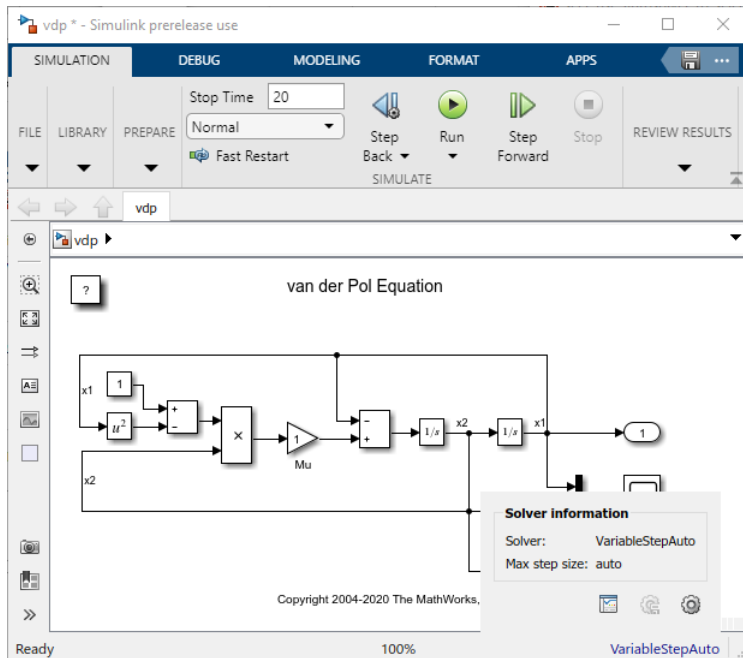 vdp * - Simulink prerelease use
SIMULATION DEBUG MODELING FORMAT APPS
FILE
LIBRARY
PREPARE
Stop Time 20
Normal
Fast Restart
Step Back
Run
Step Forward
Stop
SIMULATE
REVIEW RESULTS
vdp
vdp
?
van der Pol Equation
x1
1
+
−
u²
×
1
Mu
−
+
1/s
x2
1/s
x1
1
x2
Solver information
Solver: VariableStepAuto
Max step size: auto
Copyright 2004-2020 The MathWorks,
Ready 100% VariableStepAuto